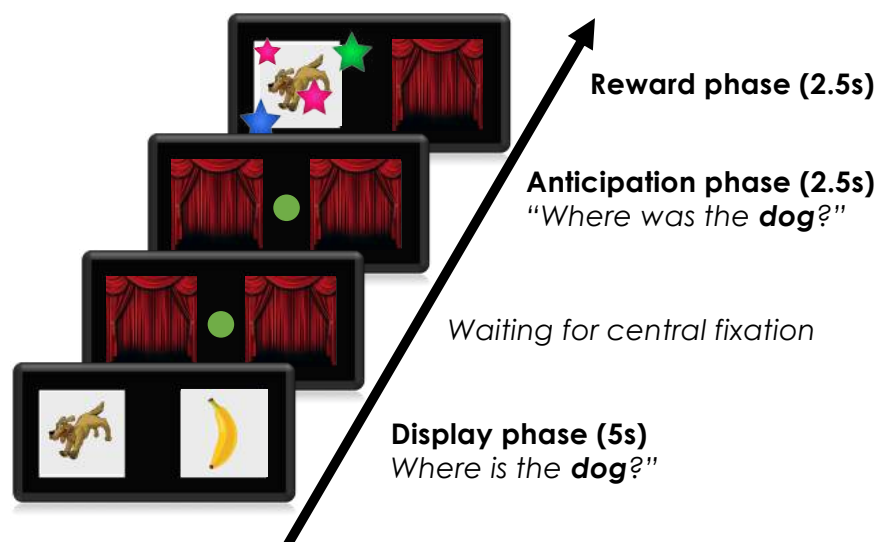 Reward phase (2.5s)
Anticipation phase (2.5s)
“Where was the dog?”
Waiting for central fixation
Display phase (5s)
Where is the dog?”